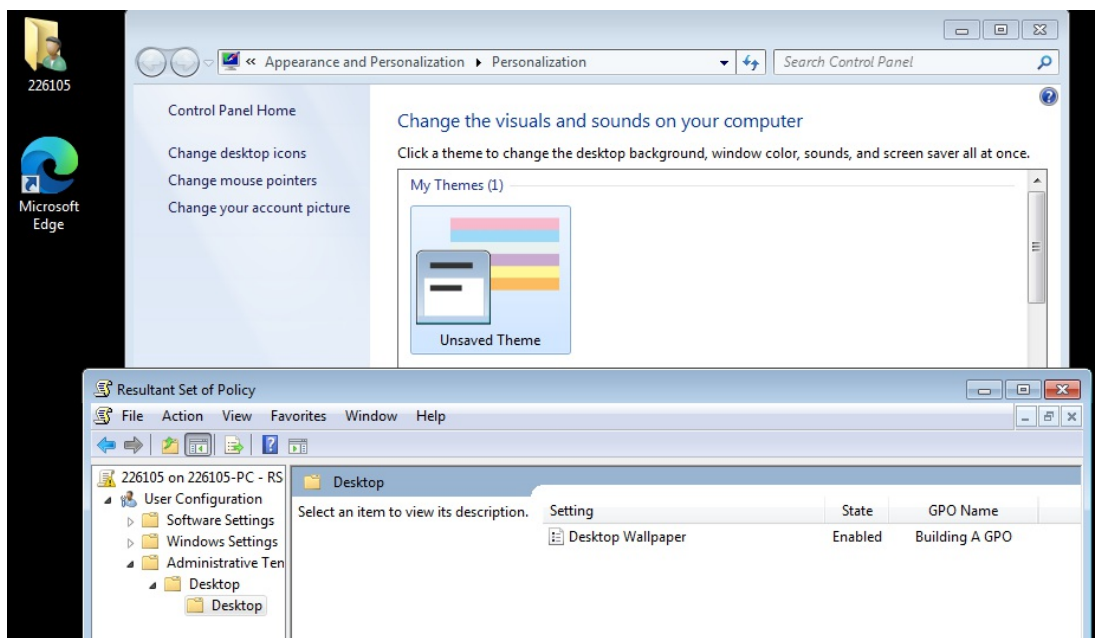 226105
Microsoft
Edge
« Appearance and Personalization ▸ Personalization
Search Control Panel
Control Panel Home
Change desktop icons
Change mouse pointers
Change your account picture
Change the visuals and sounds on your computer
Click a theme to change the desktop background, window color, sounds, and screen saver all at once.
My Themes (1)
Unsaved Theme
Resultant Set of Policy
File Action View Favorites Window Help
226105 on 226105-PC - RS
User Configuration
Software Settings
Windows Settings
Administrative Ten
Desktop
Desktop
Desktop
Select an item to view its description.
Setting State GPO Name
Desktop Wallpaper Enabled Building A GPO